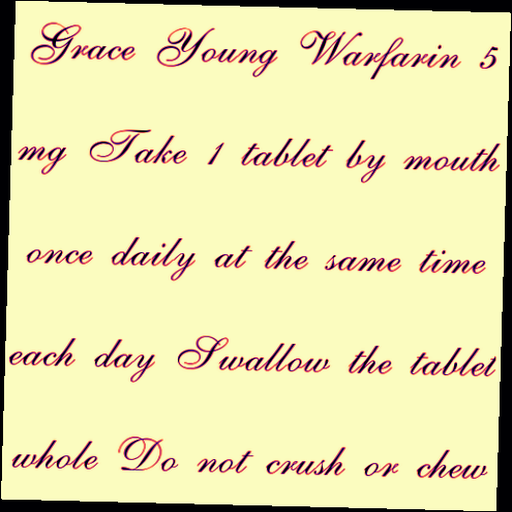 Grace Young Warfarin 5
mg Take 1 tablet by mouth
once daily at the same time
each day Swallow the tablet
whole Do not crush or chew